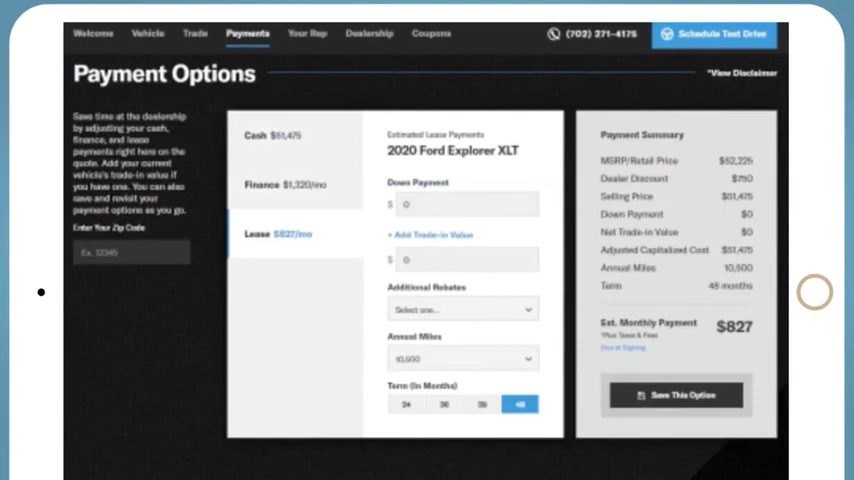 Welcome Vehicle Trade Payments Your Rep Dealership Coupons (702) 271-4175 Schedule Test Drive
Payment Options
*View Disclaimer
Save time at the dealership
by adjusting your cash,
finance, and lease
payments right here on the
quote. Add your current
vehicle's trade-in value if
you have one. You can also
save and revisit your
payment options as you go.
Enter Your Zip Code
Ex. 12345
Cash $51,475
Finance $1,320/mo
Lease $827/mo
Estimated Lease Payments
2020 Ford Explorer XLT
Down Payment
$ 0
+ Add Trade-in Value
$ 0
Additional Rebates
Select one...
Annual Miles
10,500
Term (In Months)
24 36 39 48
Payment Summary
MSRP/Retail Price $52,225
Dealer Discount $750
Selling Price $51,475
Down Payment $0
Net Trade-in Value $0
Adjusted Capitalized Cost $51,475
Annual Miles 10,500
Term 48 months
Est. Monthly Payment $827
*Plus Taxes & Fees
Due at Signing
Save This Option